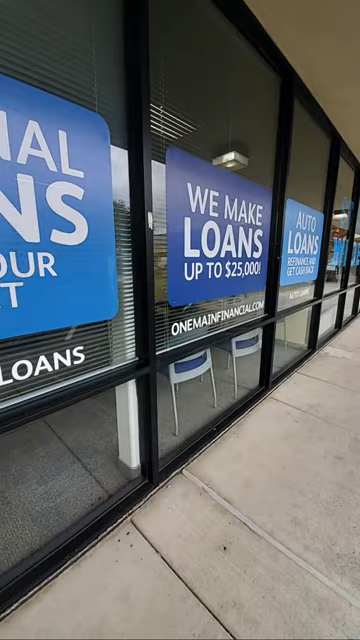 IAL
NS
OUR
T
LOANS
WE MAKE
LOANS
UP TO $25,000!
ONEMAINFINANCIAL.COM
AUTO
LOANS
REFINANCE AND
GET CASH BACK
AUTO LOANS